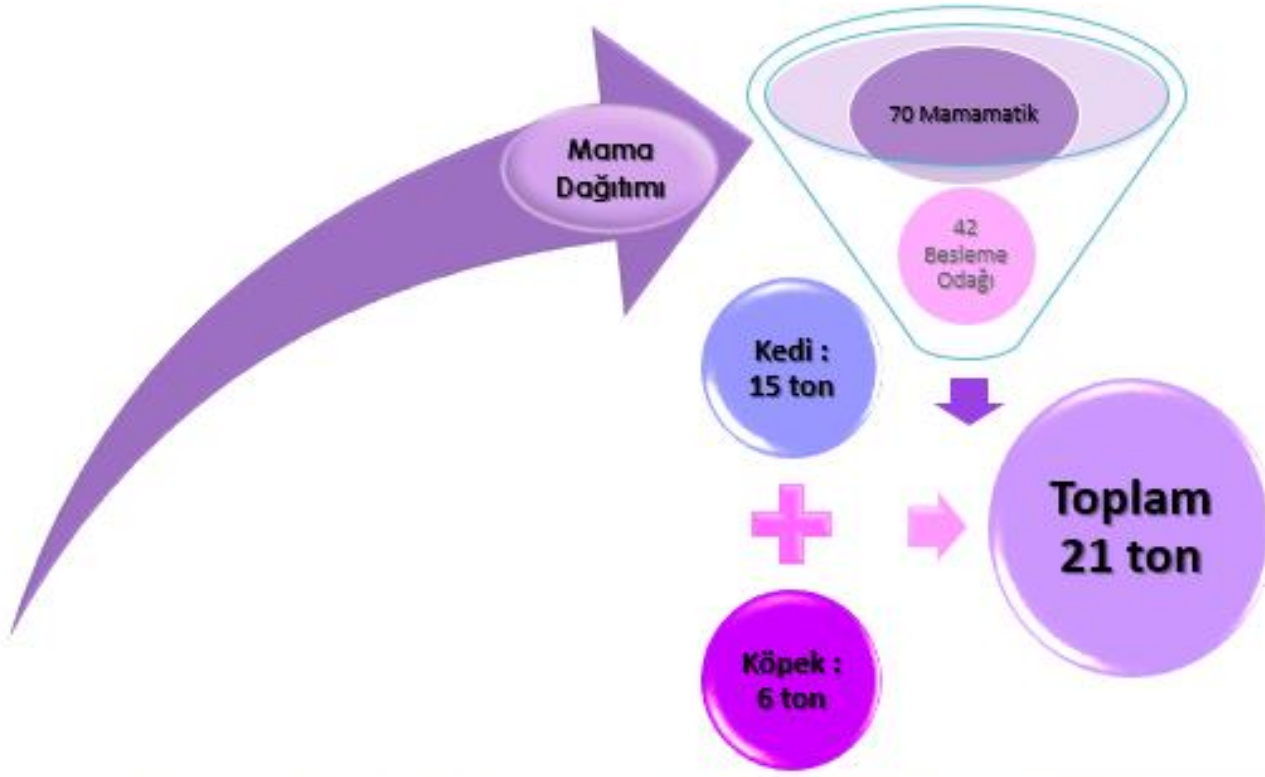 Mama
Dağıtımı
70 Mamamatik
42
Besleme
Odağı
Kedi :
15 ton
Toplam
21 ton
Köpek :
6 ton